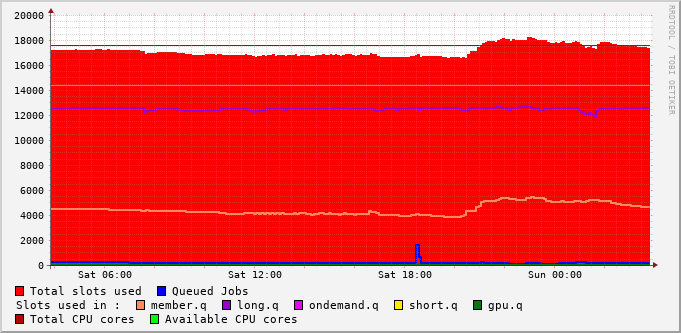 20000
18000
16000
14000
12000
10000
8000
6000
4000
2000
0
Sat 06:00 Sat 12:00 Sat 18:00 Sun 00:00
RRDTOOL / TOBI OETIKER
Total slots used Queued Jobs
Slots used in : member.q long.q ondemand.q short.q gpu.q
Total CPU cores Available CPU cores